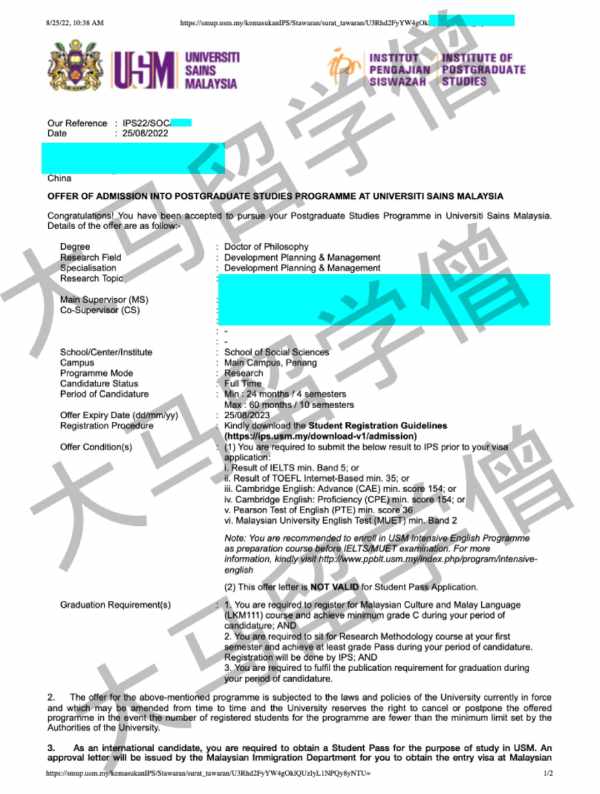 8/25/22, 10:38 AM
https://smup.usm.my/kemasukanIPS/Stawaran/surat_tawaran/U3Rhd2FyYW4gOk
USM UNIVERSITI SAINS MALAYSIA
ips INSTITUT PENGAJIAN SISWAZAH INSTITUTE OF POSTGRADUATE STUDIES
Our Reference : IPS22/SOC
Date : 25/08/2022
China
OFFER OF ADMISSION INTO POSTGRADUATE STUDIES PROGRAMME AT UNIVERSITI SAINS MALAYSIA
Congratulations! You have been accepted to pursue your Postgraduate Studies Programme in Universiti Sains Malaysia.
Details of the offer are as follow:-
Degree : Doctor of Philosophy
Research Field : Development Planning & Management
Specialisation : Development Planning & Management
Research Topic :
Main Supervisor (MS) :
Co-Supervisor (CS) :
:
: -
: -
School/Center/Institute : School of Social Sciences
Campus : Main Campus, Penang
Programme Mode : Research
Candidature Status : Full Time
Period of Candidature : Min : 24 months / 4 semesters
Max : 60 months / 10 semesters
Offer Expiry Date (dd/mm/yy) : 25/08/2023
Registration Procedure : Kindly download the Student Registration Guidelines
(https://ips.usm.my/download-v1/admission)
Offer Condition(s) : (1) You are required to submit the below result to IPS prior to your visa
application:
i. Result of IELTS min. Band 5; or
ii. Result of TOEFL Internet-Based min. 35; or
iii. Cambridge English: Advance (CAE) min. score 154; or
iv. Cambridge English: Proficiency (CPE) min. score 154; or
v. Pearson Test of English (PTE) min. score 36
vi. Malaysian University English Test (MUET) min. Band 2
Note: You are recommended to enroll in USM Intensive English Programme
as preparation course before IELTS/MUET examination. For more
information, kindly visit http://www.ppblt.usm.my/index.php/program/intensive-
english
(2) This offer letter is NOT VALID for Student Pass Application.
Graduation Requirement(s) : 1. You are required to register for Malaysian Culture and Malay Language
(LKM111) course and achieve minimum grade C during your period of
candidature; AND
2. You are required to sit for Research Methodology course at your first
semester and achieve at least grade Pass during your period of candidature.
Registration will be done by IPS; AND
3. You are required to fulfil the publication requirement for graduation during
your period of candidature.
2. The offer for the above-mentioned programme is subjected to the laws and policies of the University currently in force
and which may be amended from time to time and the University reserves the right to cancel or postpone the offered
programme in the event the number of registered students for the programme are fewer than the minimum limit set by the
Authorities of the University.
3. As an international candidate, you are required to obtain a Student Pass for the purpose of study in USM. An
approval letter will be issued by the Malaysian Immigration Department for you to obtain the entry visa at Malaysian
https://smup.usm.my/kemasukanIPS/Stawaran/surat_tawaran/U3Rhd2FyYW4gOklQUzIyL1NPQy8yNTU=
1/2
大马留学僧
大马留学僧
大马留学僧